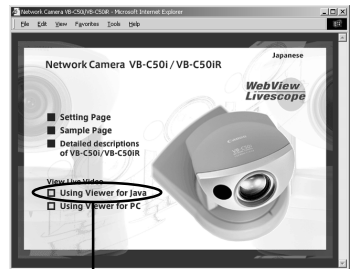 Network Camera VB-C50i/VB-C50iR - Microsoft Internet Explorer
File Edit View Favorites Tools Help
Japanese
Network Camera VB-C50i / VB-C50iR
WebView
Livescope
Setting Page
Sample Page
Detailed descriptions
of VB-C50i/VB-C50iR
Canon
View Live Video
Using Viewer for Java
Using Viewer for PC